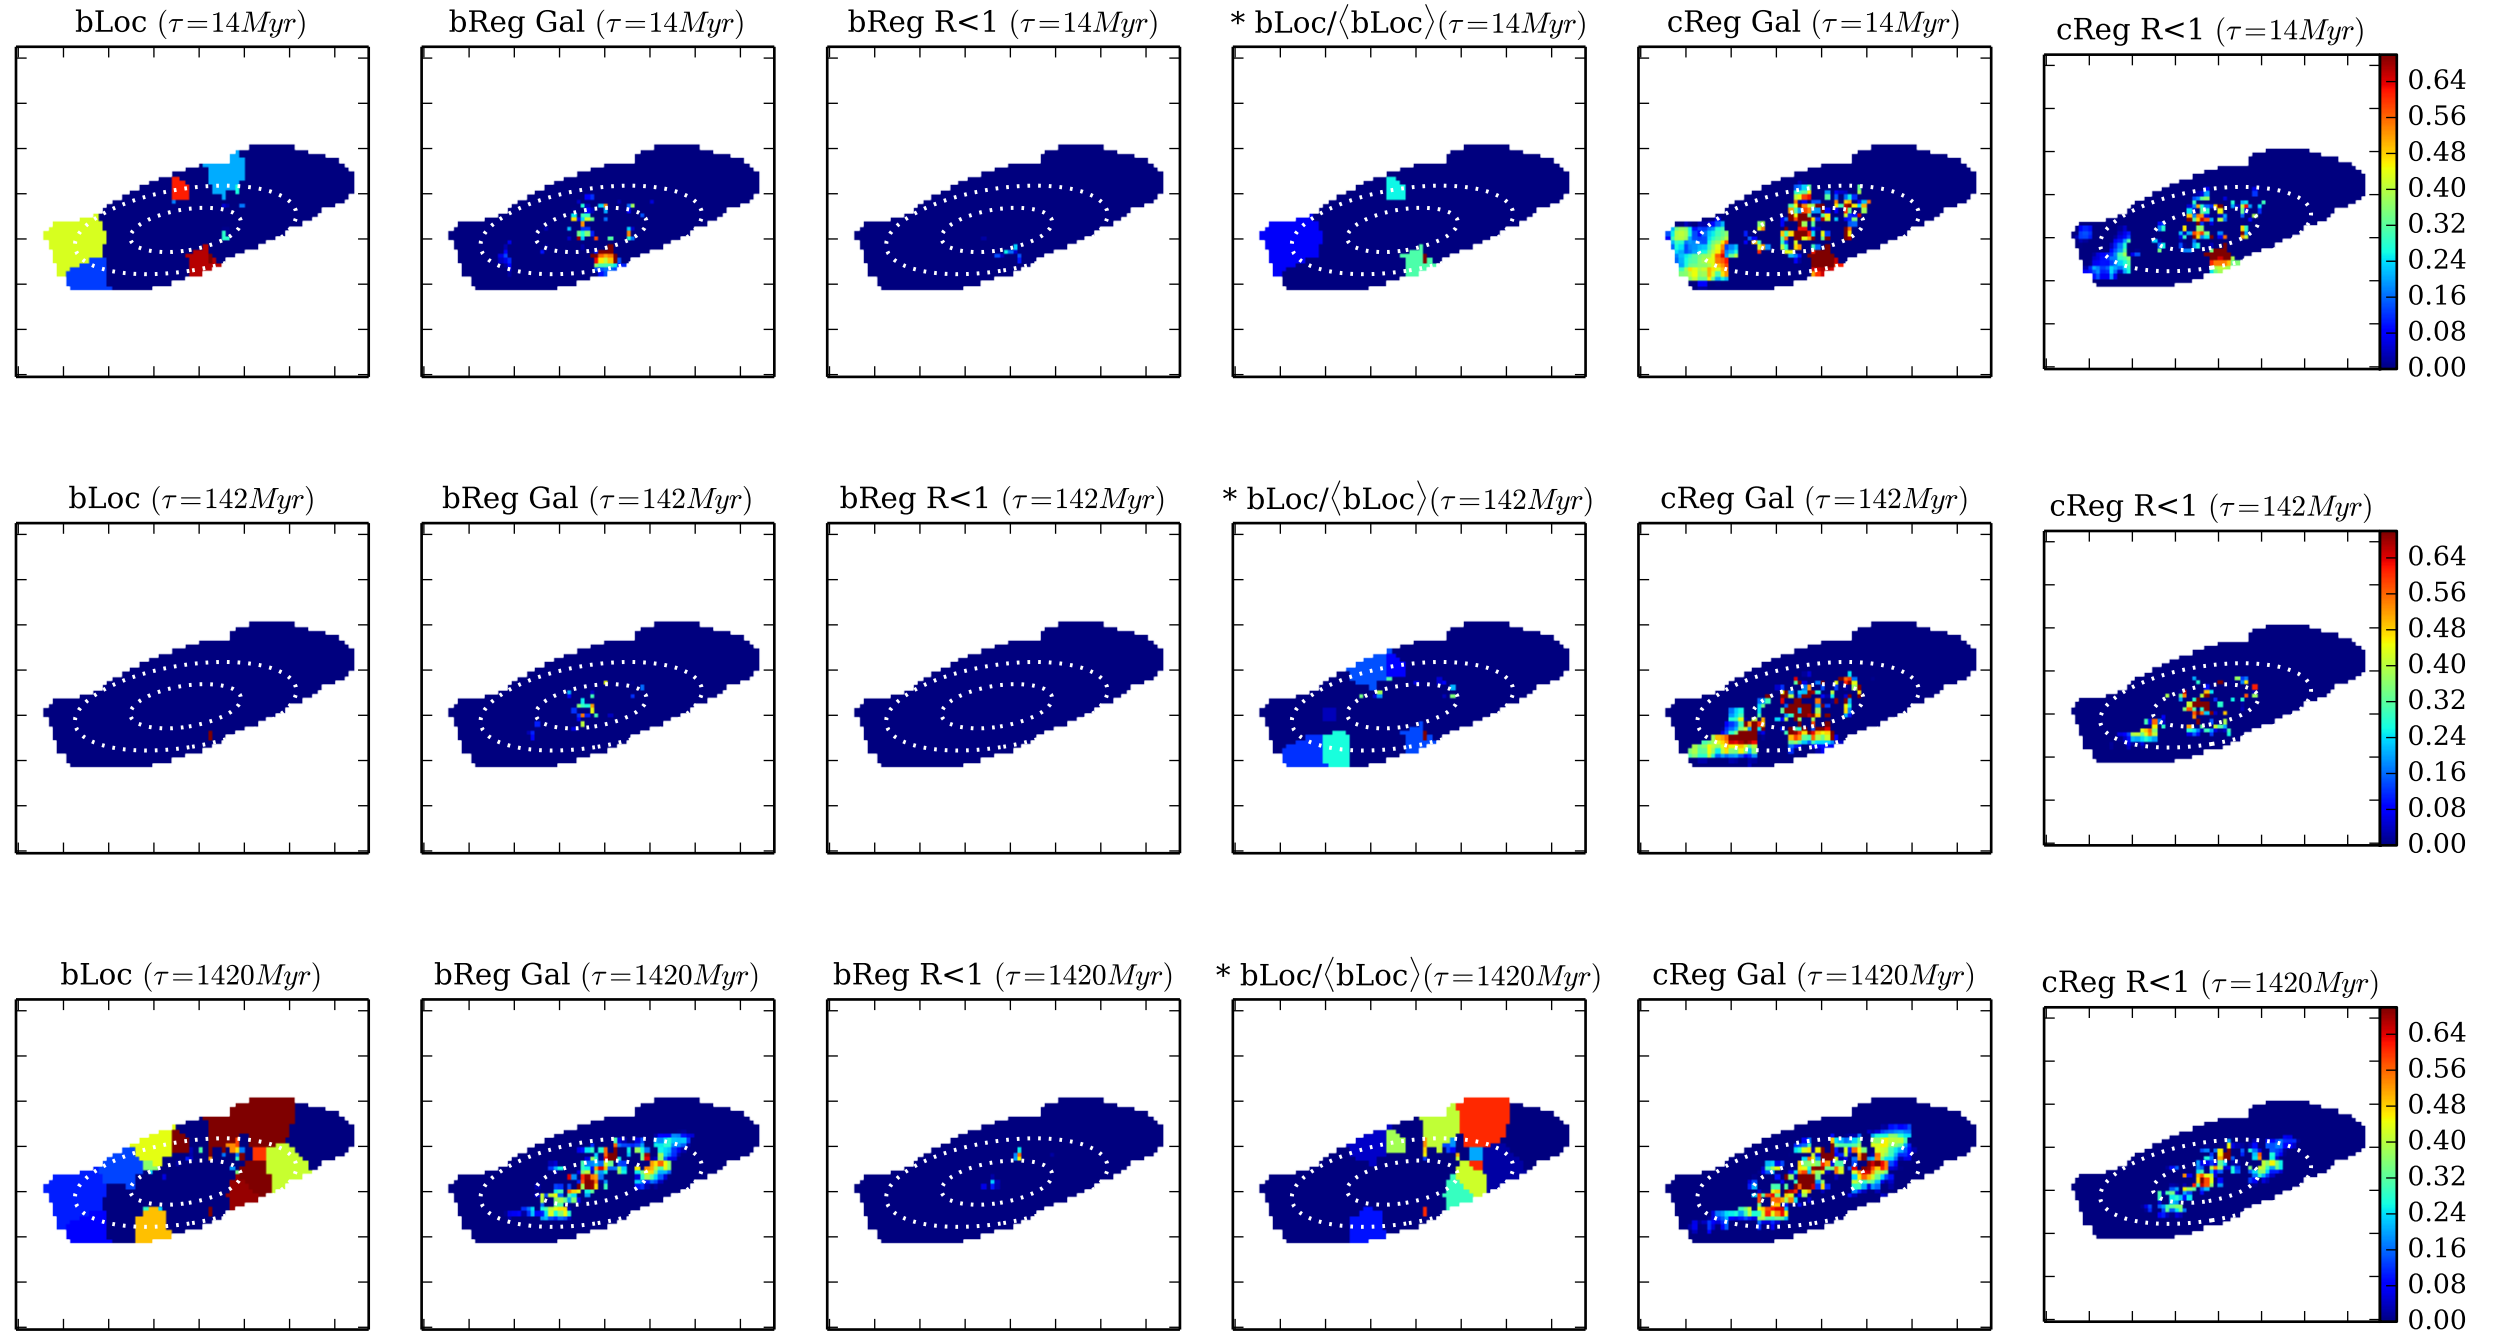 bLoc (τ=14Myr)
bReg Gal (τ=14Myr)
bReg R<1 (τ=14Myr)
* bLoc/⟨bLoc⟩(τ=14Myr)
cReg Gal (τ=14Myr)
cReg R<1 (τ=14Myr)
0.64
0.56
0.48
0.40
0.32
0.24
0.16
0.08
0.00
bLoc (τ=142Myr)
bReg Gal (τ=142Myr)
bReg R<1 (τ=142Myr)
* bLoc/⟨bLoc⟩(τ=142Myr)
cReg Gal (τ=142Myr)
cReg R<1 (τ=142Myr)
0.64
0.56
0.48
0.40
0.32
0.24
0.16
0.08
0.00
bLoc (τ=1420Myr)
bReg Gal (τ=1420Myr)
bReg R<1 (τ=1420Myr)
* bLoc/⟨bLoc⟩(τ=1420Myr)
cReg Gal (τ=1420Myr)
cReg R<1 (τ=1420Myr)
0.64
0.56
0.48
0.40
0.32
0.24
0.16
0.08
0.00